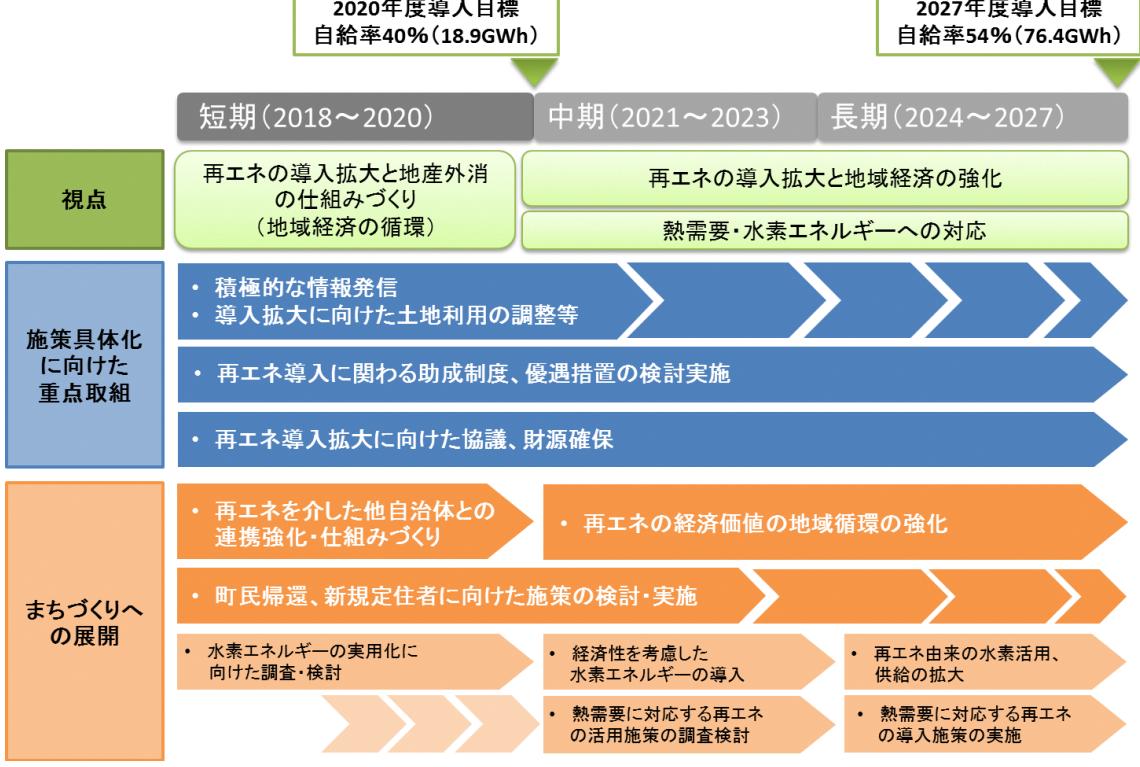 2020年度導入目標
自給率40%(18.9GWh)
2027年度導入目標
自給率54%(76.4GWh)
短期(2018～2020)
中期(2021～2023)
長期(2024～2027)
視点
再エネの導入拡大と地産外消
の仕組みづくり
(地域経済の循環)
再エネの導入拡大と地域経済の強化
熱需要・水素エネルギーへの対応
施策具体化
に向けた
重点取組
• 積極的な情報発信
• 導入拡大に向けた土地利用の調整等
• 再エネ導入に関わる助成制度、優遇措置の検討実施
• 再エネ導入拡大に向けた協議、財源確保
まちづくりへ
の展開
• 再エネを介した他自治体との
連携強化・仕組みづくり
• 再エネの経済価値の地域循環の強化
• 町民帰還、新規定住者に向けた施策の検討・実施
• 水素エネルギーの実用化に
向けた調査・検討
• 経済性を考慮した
水素エネルギーの導入
• 再エネ由来の水素活用、
供給の拡大
• 熱需要に対応する再エネ
の活用施策の調査検討
• 熱需要に対応する再エネ
の導入施策の実施